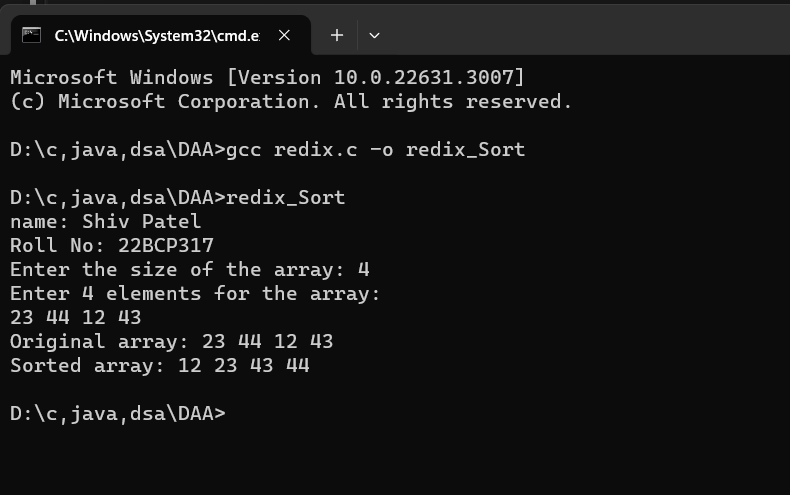 C:\Windows\System32\cmd.e
Microsoft Windows [Version 10.0.22631.3007]
(c) Microsoft Corporation. All rights reserved.
D:\c,java,dsa\DAA>gcc redix.c -o redix_Sort
D:\c,java,dsa\DAA>redix_Sort
name: Shiv Patel
Roll No: 22BCP317
Enter the size of the array: 4
Enter 4 elements for the array:
23 44 12 43
Original array: 23 44 12 43
Sorted array: 12 23 43 44
D:\c,java,dsa\DAA>